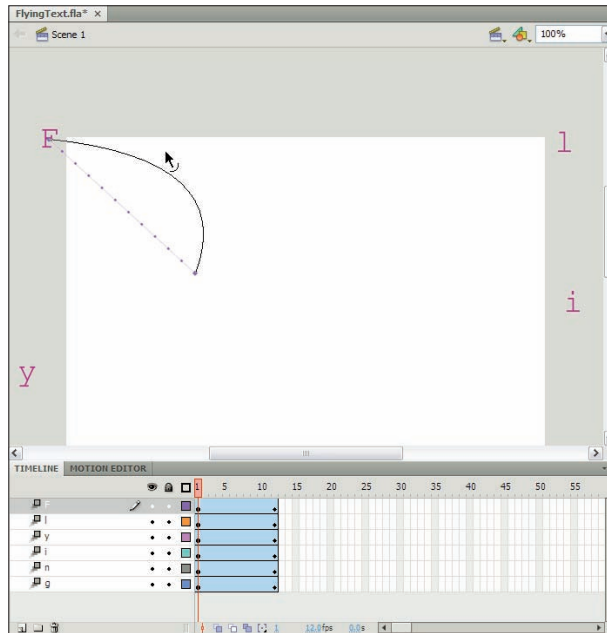 FlyingText.fla* ×
Scene 1
100%
F
l
i
y
TIMELINE MOTION EDITOR
1 5 10 15 20 25 30 35 40 45 50 55
F
l
y
i
n
g
1 12.0fps 0.0s